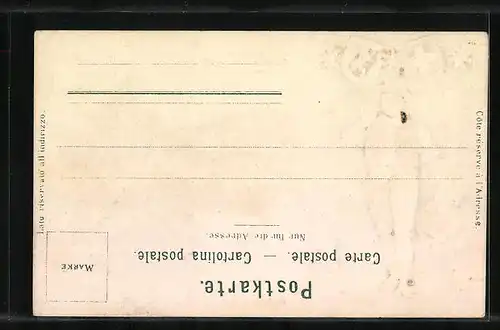 Postkarte.
Carte postale. — Cartolina postale.
Nur für die Adresse.
MARKE
Côté réservé à l'Adresse.
Lato riservato all'indirizzo.